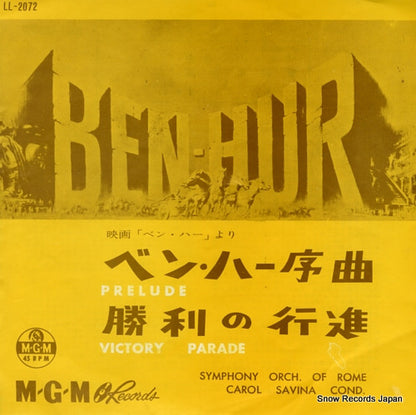 LL-2072
BEN-HUR
映画「ベン・ハー」より
ベン・ハー序曲
PRELUDE
勝利の行進
VICTORY PARADE
M-G-M
45 RPM
M-G-M Records
SYMPHONY ORCH. OF ROME
CAROL SAVINA COND.
Snow Records Japan